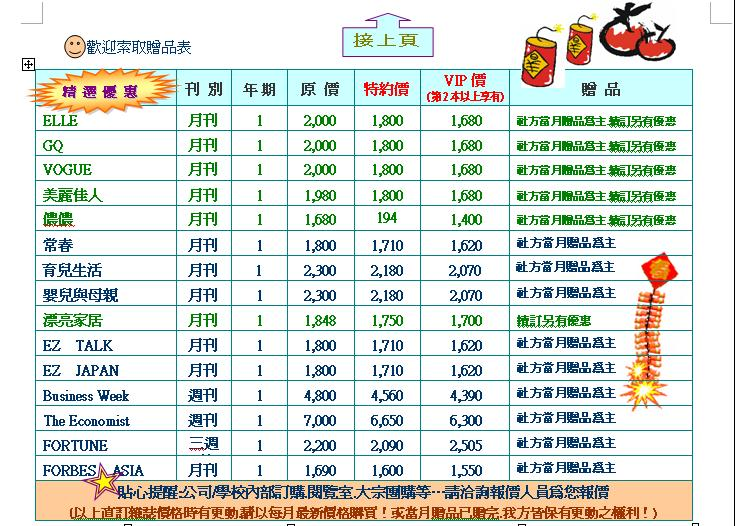 歡迎索取贈品表
接上頁
精選優惠 刊別 年期 原價 特約價 VIP價 (第2本以上享有) 贈品
ELLE 月刊 1 2,000 1,800 1,680 社方當月贈品為主.續訂另有優惠
GQ 月刊 1 2,000 1,800 1,680 社方當月贈品為主.續訂另有優惠
VOGUE 月刊 1 2,000 1,800 1,680 社方當月贈品為主.續訂另有優惠
美麗佳人 月刊 1 1,980 1,800 1,680 社方當月贈品為主.續訂另有優惠
儂儂 月刊 1 1,680 194 1,400 社方當月贈品為主.續訂另有優惠
常春 月刊 1 1,800 1,710 1,620 社方當月贈品為主
育兒生活 月刊 1 2,300 2,180 2,070 社方當月贈品為主
嬰兒與母親 月刊 1 2,300 2,180 2,070 社方當月贈品為主
漂亮家居 月刊 1 1,848 1,750 1,700 續訂另有優惠
EZ TALK 月刊 1 1,800 1,710 1,620 社方當月贈品為主
EZ JAPAN 月刊 1 1,800 1,710 1,620 社方當月贈品為主
Business Week 週刊 1 4,800 4,560 4,390 社方當月贈品為主
The Economist 週刊 1 7,000 6,650 6,300 社方當月贈品為主
FORTUNE 三週 1 2,200 2,090 2,505 社方當月贈品為主
FORBES ASIA 月刊 1 1,690 1,600 1,550 社方當月贈品為主
貼心提醒-公司/學校內部訂購.閱覽室.大宗團購等…請洽詢報價人員為您報價
(以上直訂雜誌價格時有更動,請以每月最新價格購買！或當月贈品已贈完,我方皆保有更動之權利！)
春